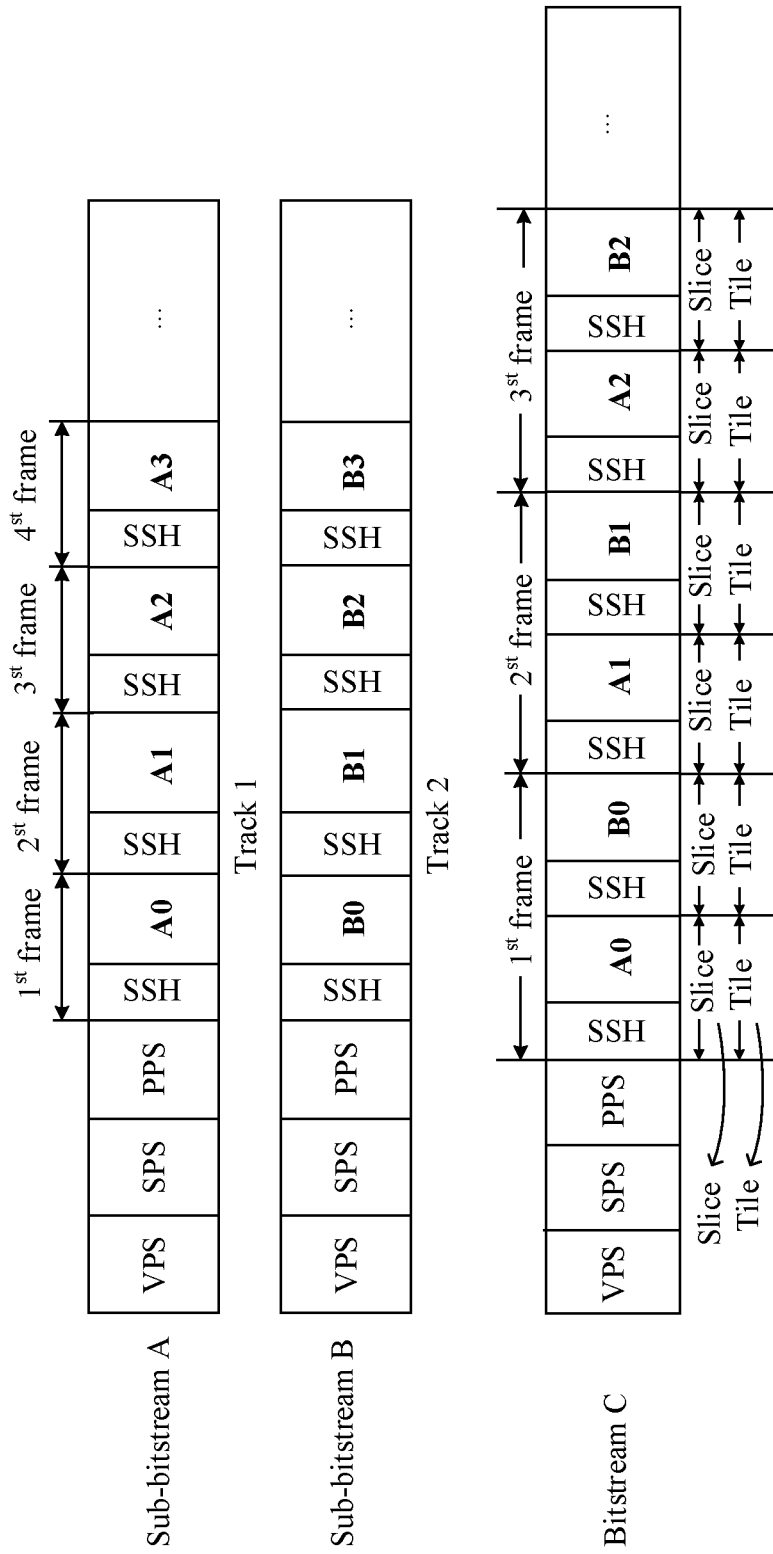 1st frame 2st frame 3st frame 4st frame
Sub-bitstream A VPS SPS PPS SSH A0 SSH A1 SSH A2 SSH A3 ...
Track 1
Sub-bitstream B VPS SPS PPS SSH B0 SSH B1 SSH B2 SSH B3 ...
Track 2
1st frame 2st frame 3st frame
Bitstream C VPS SPS PPS SSH A0 SSH B0 SSH A1 SSH B1 SSH A2 SSH B2 ...
Slice Slice Slice Slice Slice Slice Slice
Tile Tile Tile Tile Tile Tile Tile